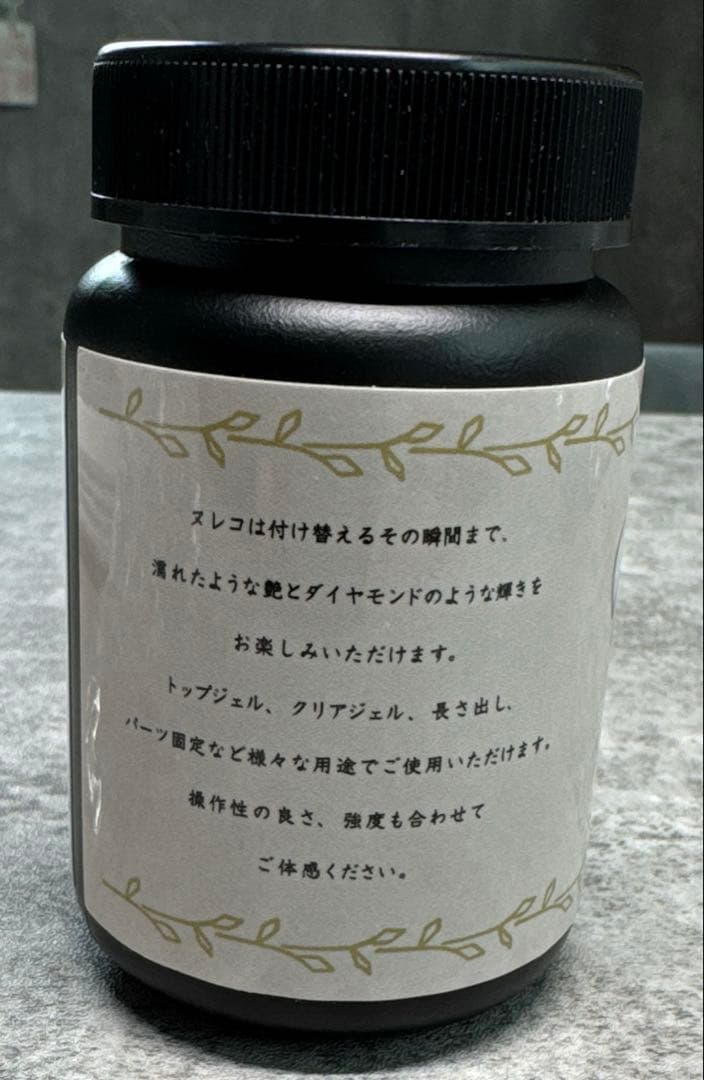 ヌレコは付け替えるその瞬間まで、
濡れたような艶とダイヤモンドのような輝きを
お楽しみいただけます。
トップジェル、クリアジェル、長さ出し、
パーツ固定など様々な用途でご使用いただけます。
操作性の良さ、強度も合わせて
ご体感ください。